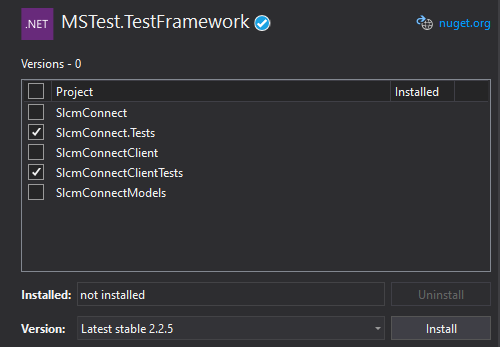 .NET MSTest.TestFramework nuget.org
Versions - 0
Project Installed
SlcmConnect
SlcmConnect.Tests
SlcmConnectClient
SlcmConnectClientTests
SlcmConnectModels
Installed: not installed Uninstall
Version: Latest stable 2.2.5 Install